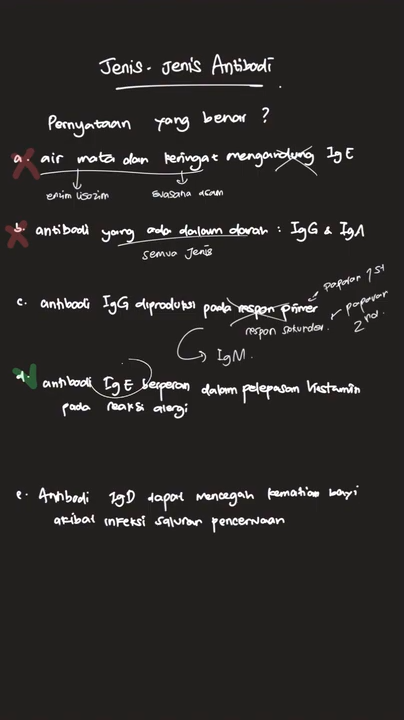 Jenis-Jenis Antibodi
Pernyataan yang benar ?
a. air mata dan keringat mengandung IgE
enzim lisozim
suasana asam
b. antibodi yang ada dalam darah : IgG & IgA
semua jenis
c. antibodi IgG diproduksi pada respon primer
paparan 1st
respon sekunder
paparan
2nd.
IgM.
d. antibodi IgE berperan dalam pelepasan histamin
pada reaksi alergi
e. Antibodi IgD dapat mencegah kematian bayi
akibat infeksi saluran pencernaan